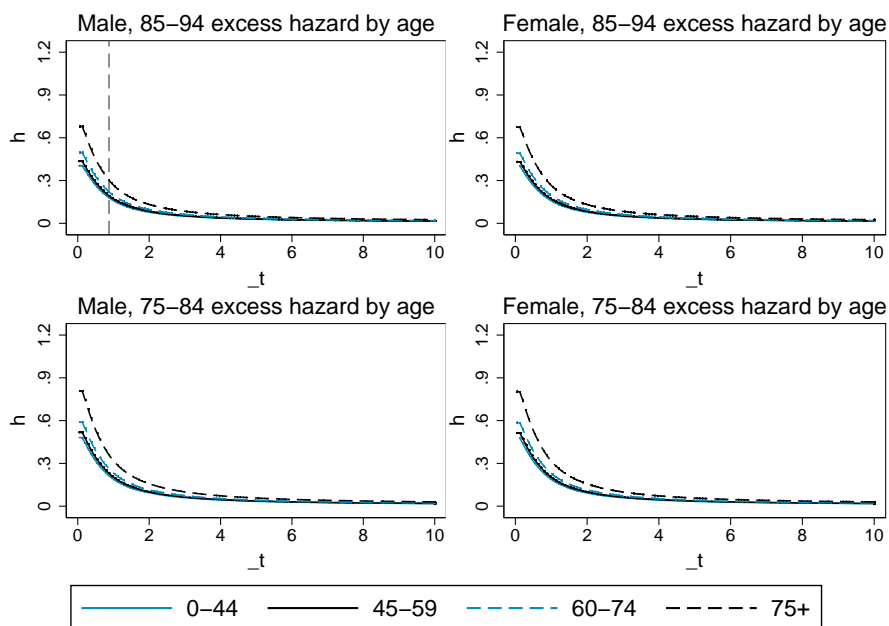 Male, 85−94 excess hazard by age
1.2
.9
.6
.3
0
h
0 2 4 6 8 10
_t
Female, 85−94 excess hazard by age
1.2
.9
.6
.3
0
h
0 2 4 6 8 10
_t
Male, 75−84 excess hazard by age
1.2
.9
.6
.3
0
h
0 2 4 6 8 10
_t
Female, 75−84 excess hazard by age
1.2
.9
.6
.3
0
h
0 2 4 6 8 10
_t
0−44 45−59 60−74 75+